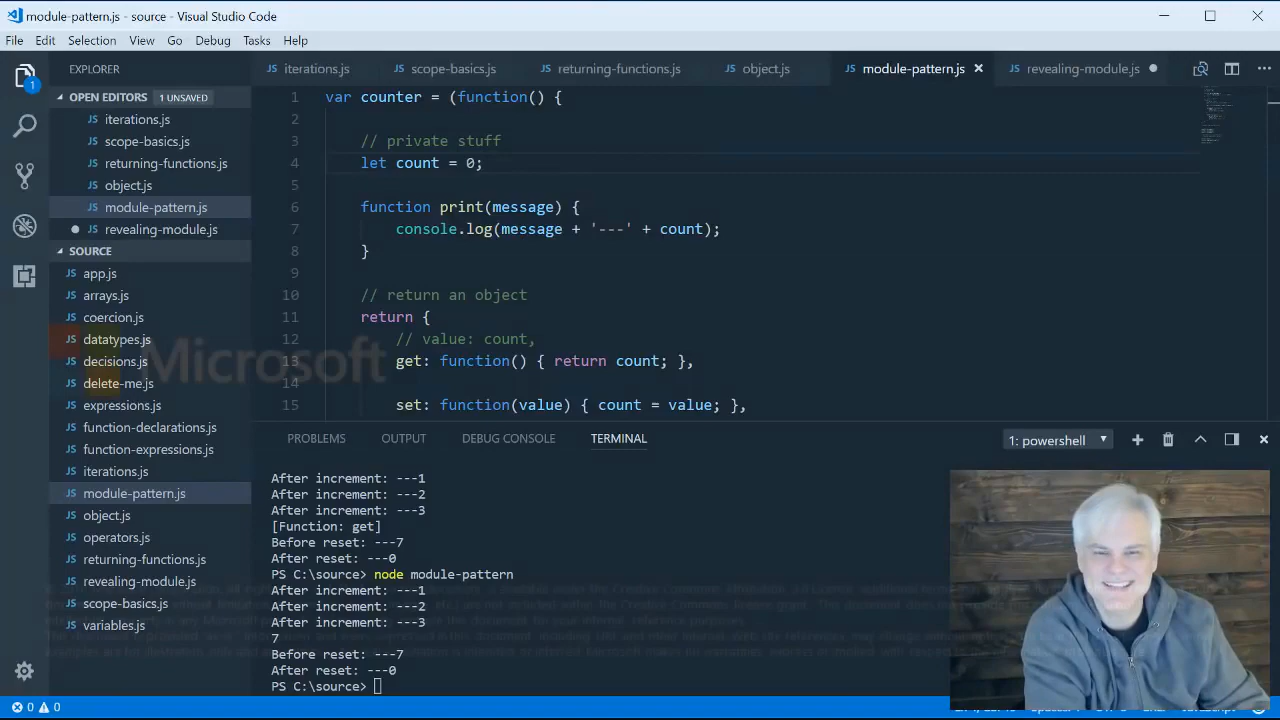 module-pattern.js - source - Visual Studio Code
File Edit Selection View Go Debug Tasks Help
EXPLORER
iterations.js
scope-basics.js
returning-functions.js
object.js
module-pattern.js
revealing-module.js
OPEN EDITORS 1 UNSAVED
iterations.js
scope-basics.js
returning-functions.js
object.js
module-pattern.js
revealing-module.js
SOURCE
app.js
arrays.js
coercion.js
datatypes.js
decisions.js
delete-me.js
expressions.js
function-declarations.js
function-expressions.js
iterations.js
module-pattern.js
object.js
operators.js
returning-functions.js
revealing-module.js
scope-basics.js
variables.js
1 var counter = (function() {
2
3 // private stuff
4 let count = 0;
5
6 function print(message) {
7 console.log(message + '---' + count);
8 }
9
10 // return an object
11 return {
12 // value: count,
13 get: function() { return count; },
14
15 set: function(value) { count = value; },
Microsoft
PROBLEMS OUTPUT DEBUG CONSOLE TERMINAL
1: powershell
After increment: ---1
After increment: ---2
After increment: ---3
[Function: get]
Before reset: ---7
After reset: ---0
PS C:\source> node module-pattern
After increment: ---1
After increment: ---2
After increment: ---3
7
Before reset: ---7
After reset: ---0
PS C:\source>
0 0